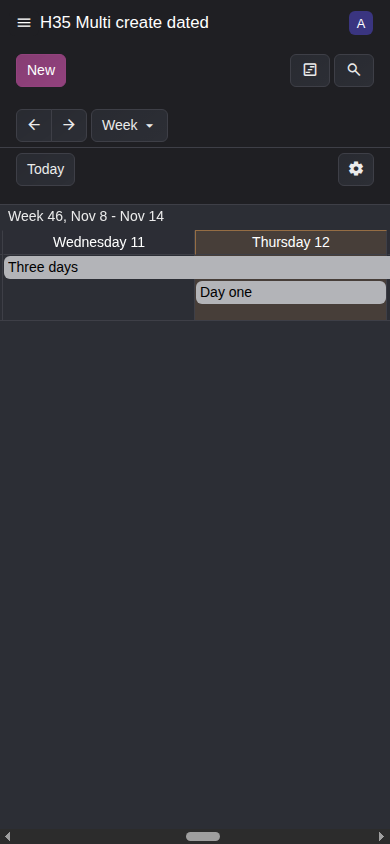 H35 Multi create dated
A
New
Week
Today
Week 46, Nov 8 - Nov 14
Wednesday 11
Thursday 12
Three days
Day one